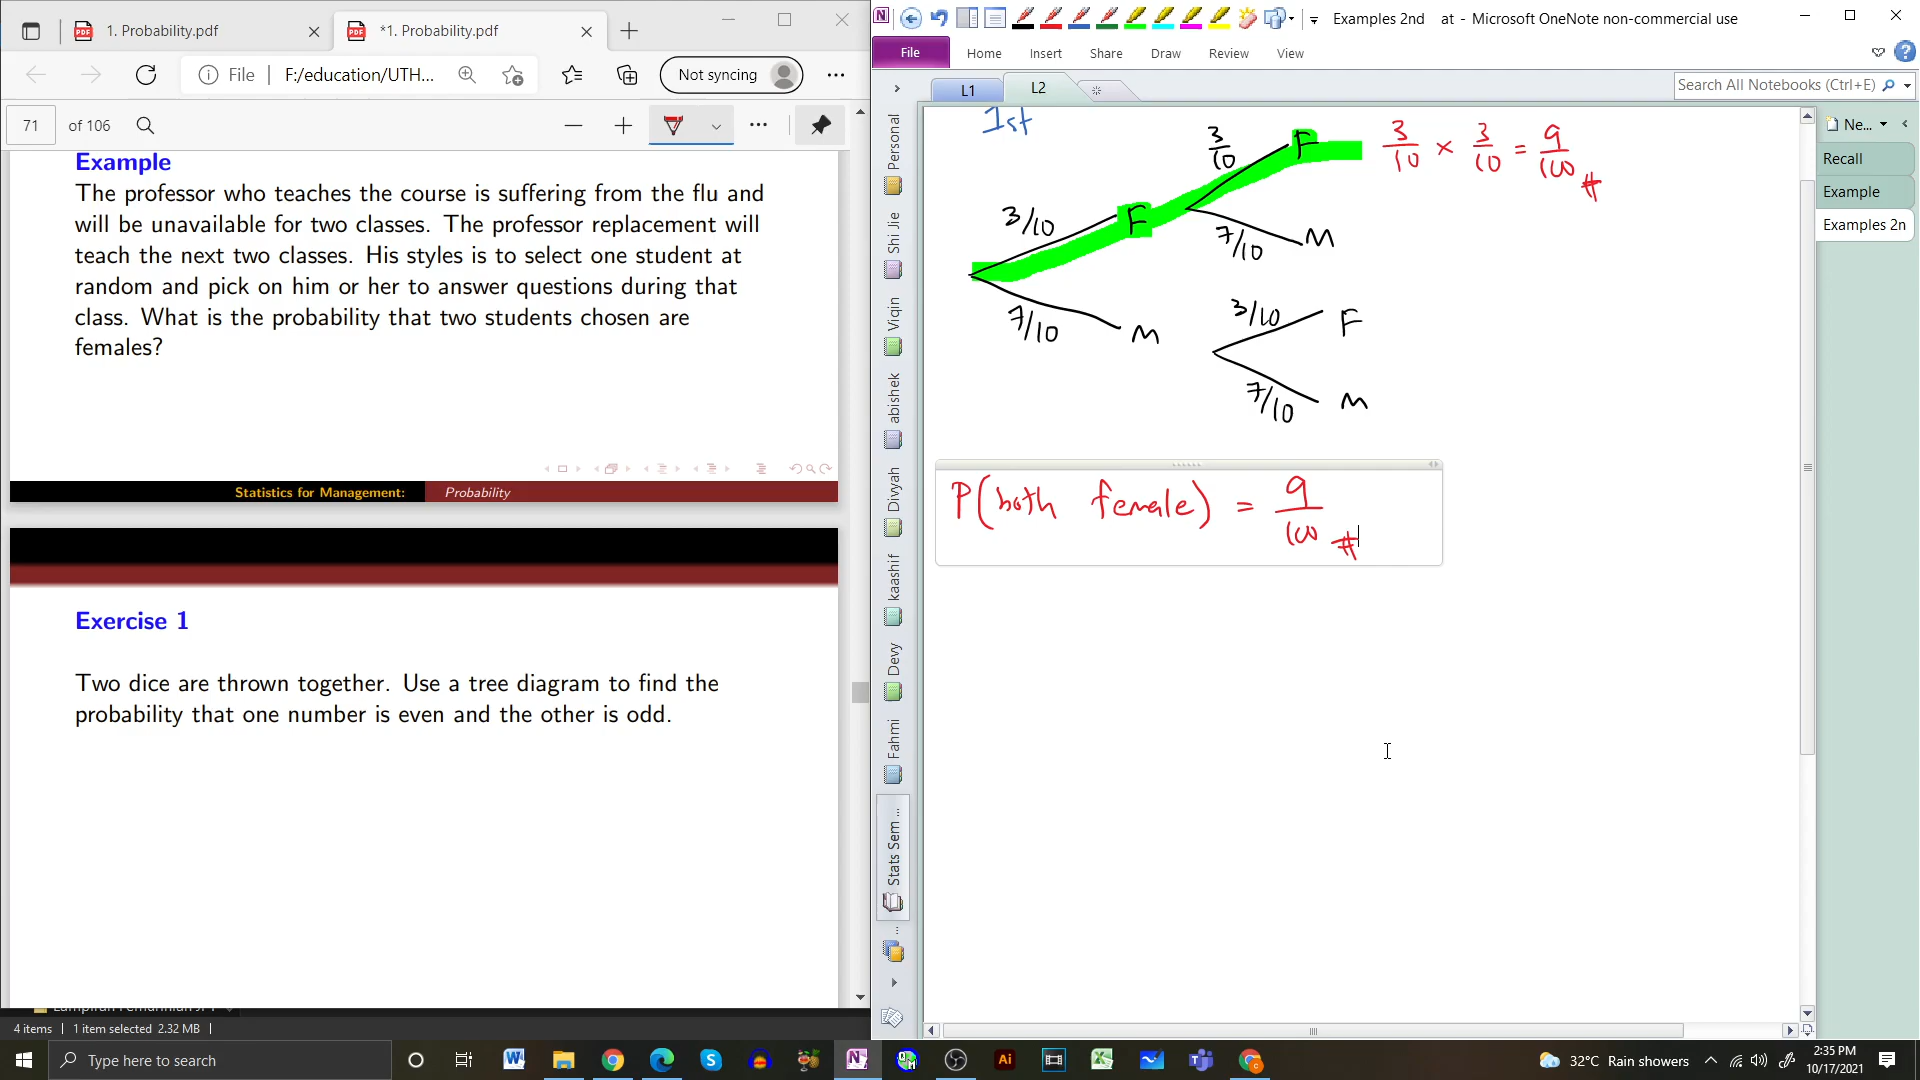 1. Probability.pdf
*1. Probability.pdf
File
F:/education/UTH...
Not syncing
71
of 106
Example
The professor who teaches the course is suffering from the flu and
will be unavailable for two classes. The professor replacement will
teach the next two classes. His styles is to select one student at
random and pick on him or her to answer questions during that
class. What is the probability that two students chosen are
females?
Statistics for Management:
Probability
Exercise 1
Two dice are thrown together. Use a tree diagram to find the
probability that one number is even and the other is odd.
4 items
1 item selected 2.32 MB
Examples 2nd at - Microsoft OneNote non-commercial use
File
Home
Insert
Share
Draw
Review
View
L1
L2
Search All Notebooks (Ctrl+E)
Personal
Shi Jie
Viqin
abishek
Divyah
kaashif
Devy
Fahmi
Stats Sem ...
Ne...
Recall
Example
Examples 2n
1st
3/10
F
3/10 × 3/10 = 9/100 #
3/10
F
7/10
M
7/10
M
3/10
F
7/10
M
P(both female) = 9/100 #
Type here to search
32°C Rain showers
2:35 PM
10/17/2021